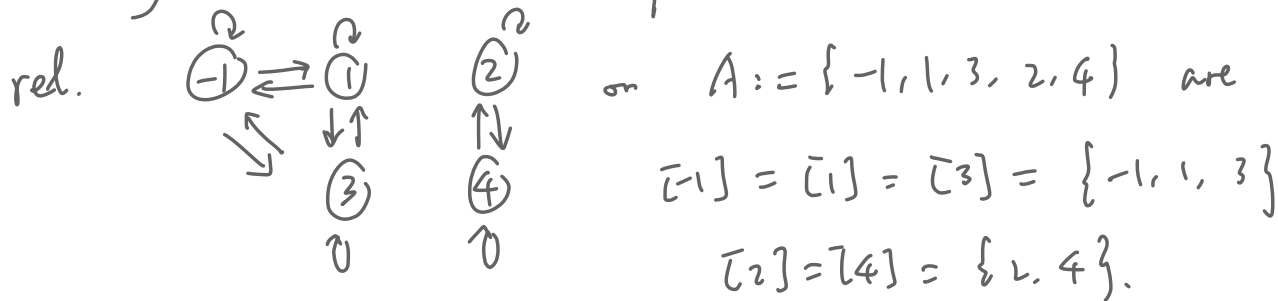 rel. -1 1 2 on A := { -1, 1, 3, 2, 4 } are
3 4 [-1] = [1] = [3] = { -1, 1, 3 }
[2] = [4] = { 2, 4 }.